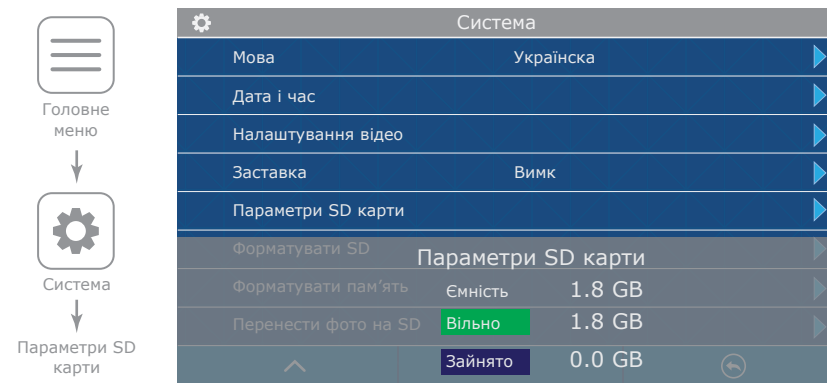 Головне
меню
Система
Параметри SD
карти
Система
Мова Українска
Дата і час
Налаштування відео
Заставка Вимк
Параметри SD карти
Форматувати SD
Параметри SD карти
Форматувати пам’ять
Ємність 1.8 GB
Перенести фото на SD
Вільно 1.8 GB
Зайнято 0.0 GB